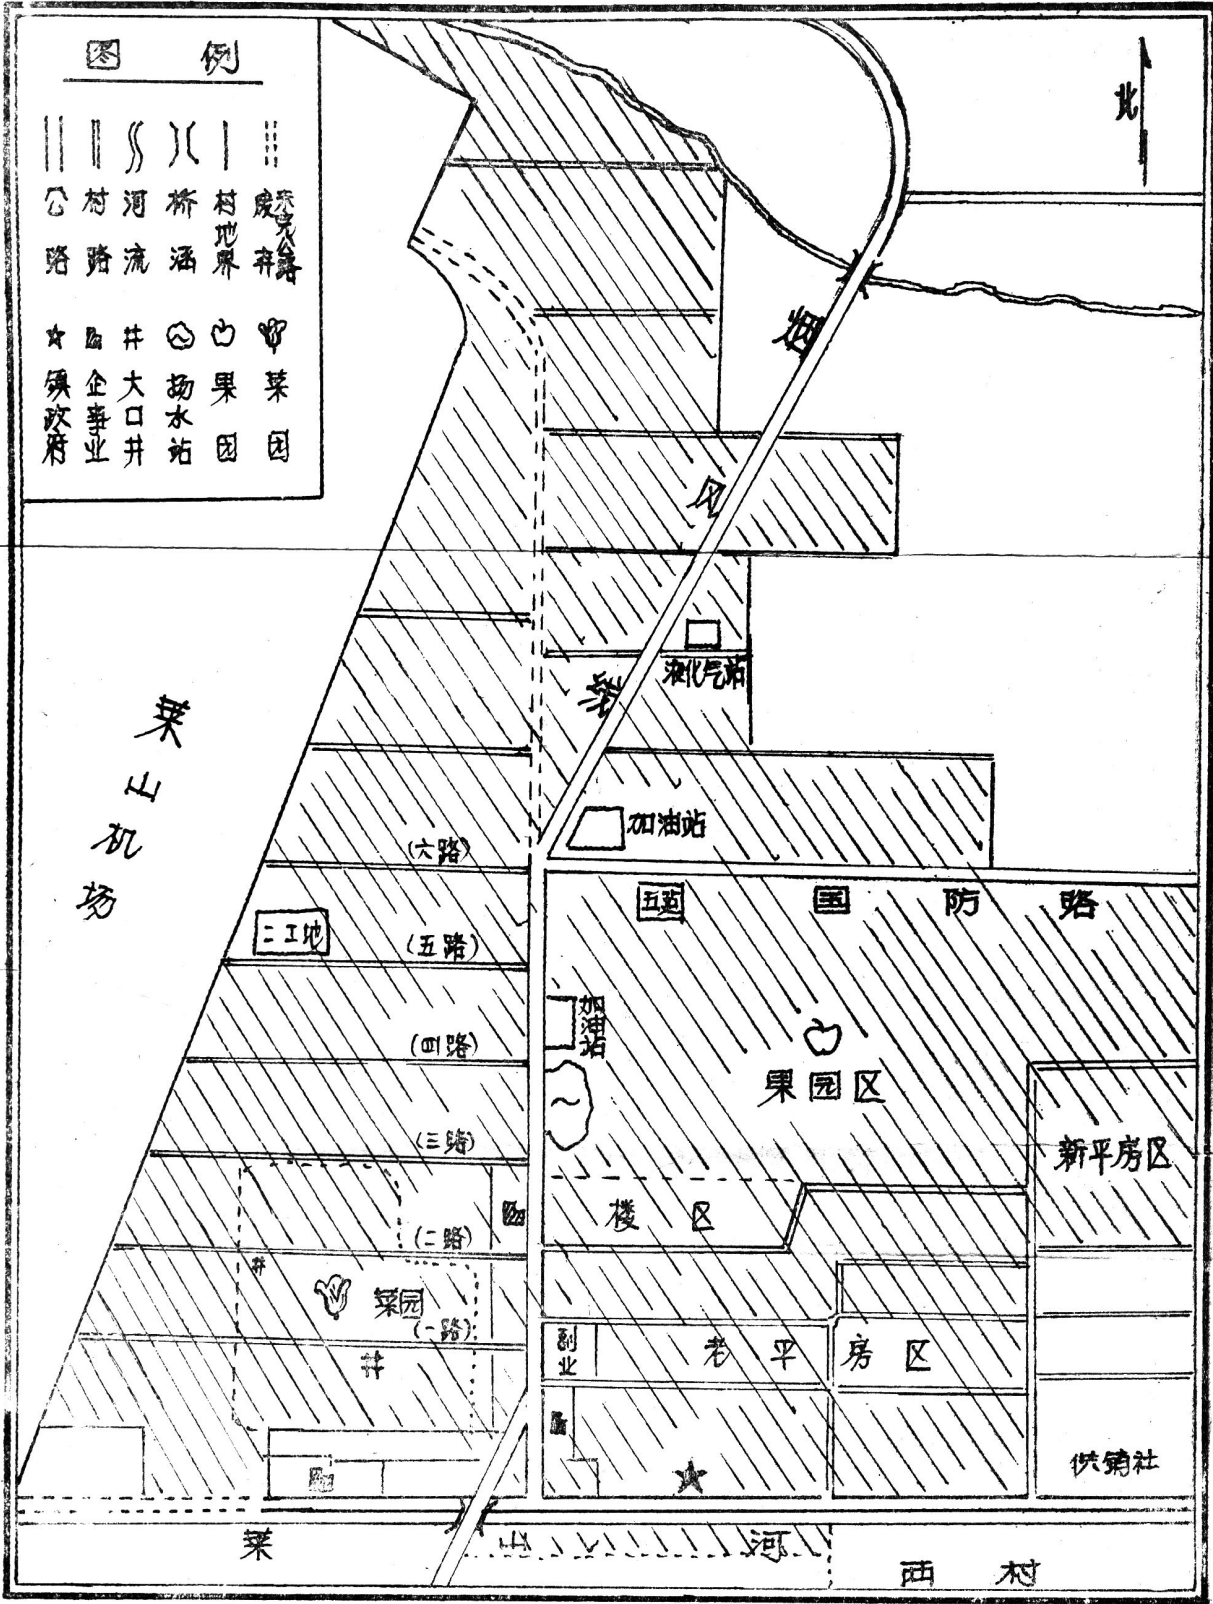 图 例
公路
村路
河流
桥涵
村地界
废弃
未完公路
镇政府
企事业
大口井
扬水站
果园
菜园
北
烟
风
液化气站
莱
王
机
场
加油站
(六路)
国防路
二工地
(五路)
加油站
(四路)
果园区
(三路)
新平房区
楼区
(二路)
井
菜园
(一路)
副业
老平房区
井
供销社
莱
王
河
西村